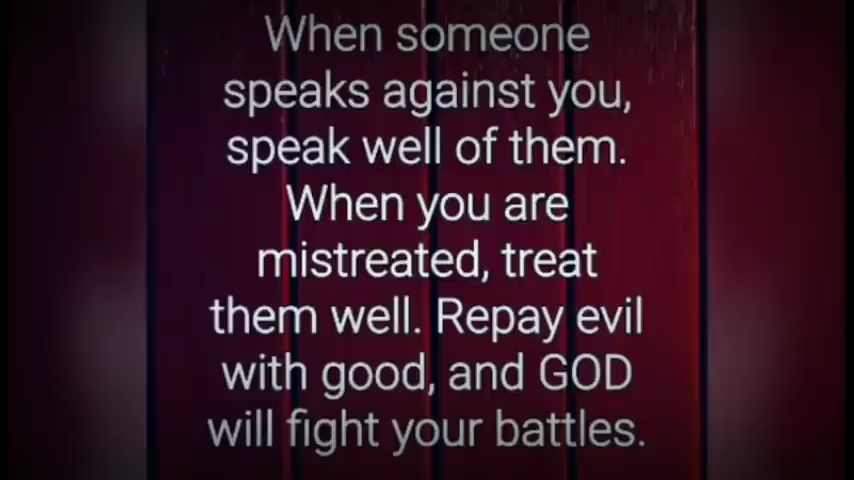 When someone
speaks against you,
speak well of them.
When you are
mistreated, treat
them well. Repay evil
with good, and GOD
will fight your battles.